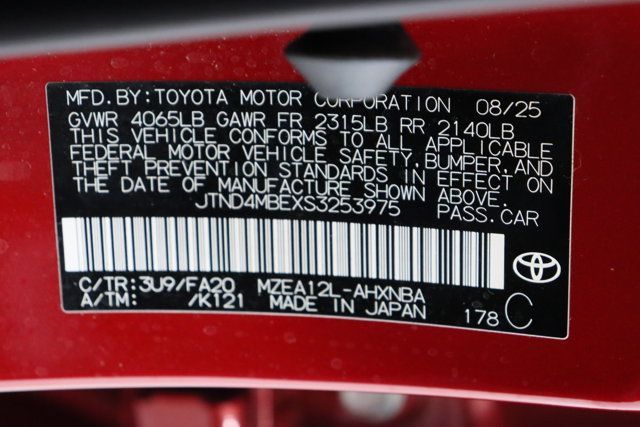 MFD.BY:TOYOTA MOTOR CORPORATION 08/25
GVWR 4065LB GAWR FR 2315LB RR 2140LB
THIS VEHICLE CONFORMS TO ALL APPLICABLE
FEDERAL MOTOR VEHICLE SAFETY,BUMPER,AND
THEFT PREVENTION STANDARDS IN EFFECT ON
THE DATE OF MANUFACTURE SHOWN ABOVE.
JTND4MBEXS3253975 PASS.CAR
C/TR:3U9/FA20 MZEA12L-AHXNBA
A/TM: /K121 MADE IN JAPAN 178 C